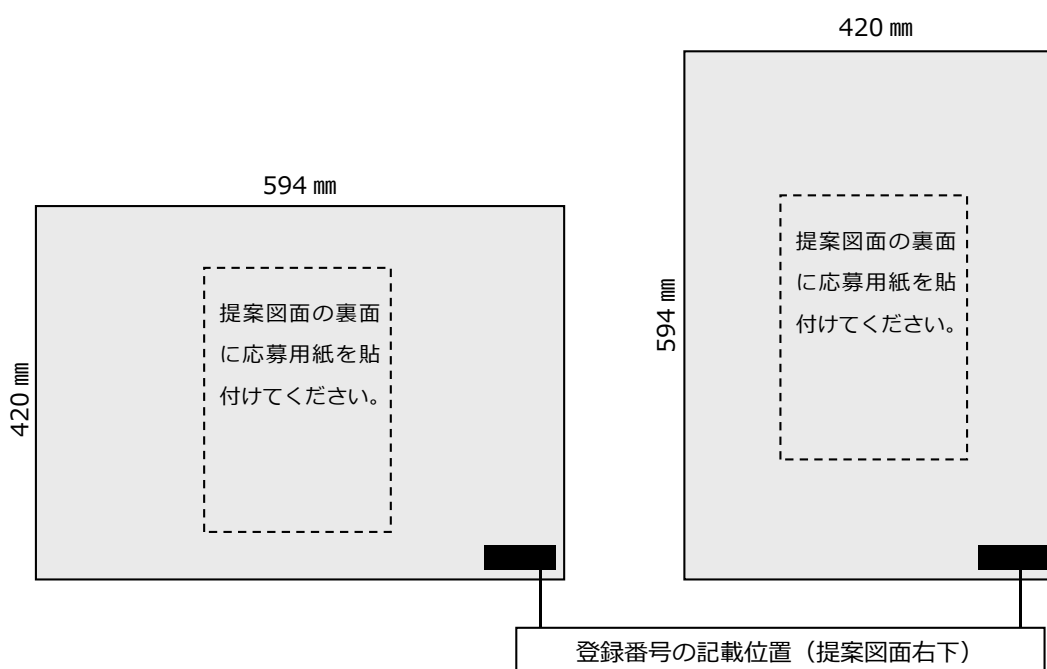 420 ㎜
594 ㎜
420 ㎜
提案図面の裏面
に応募用紙を貼
付けてください。
594 ㎜
提案図面の裏面
に応募用紙を貼
付けてください。
登録番号の記載位置（提案図面右下）